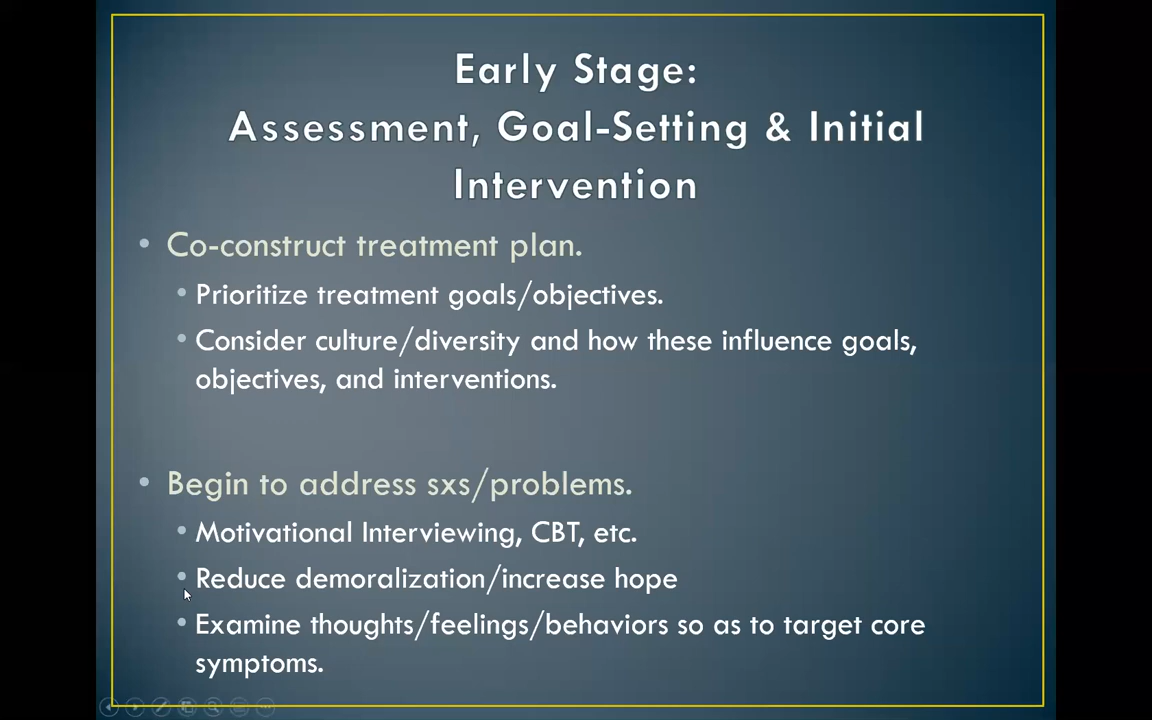 Early Stage:
Assessment, Goal-Setting & Initial
Intervention
• Co-construct treatment plan.
• Prioritize treatment goals/objectives.
• Consider culture/diversity and how these influence goals,
objectives, and interventions.
• Begin to address sxs/problems.
• Motivational Interviewing, CBT, etc.
• Reduce demoralization/increase hope
• Examine thoughts/feelings/behaviors so as to target core
symptoms.